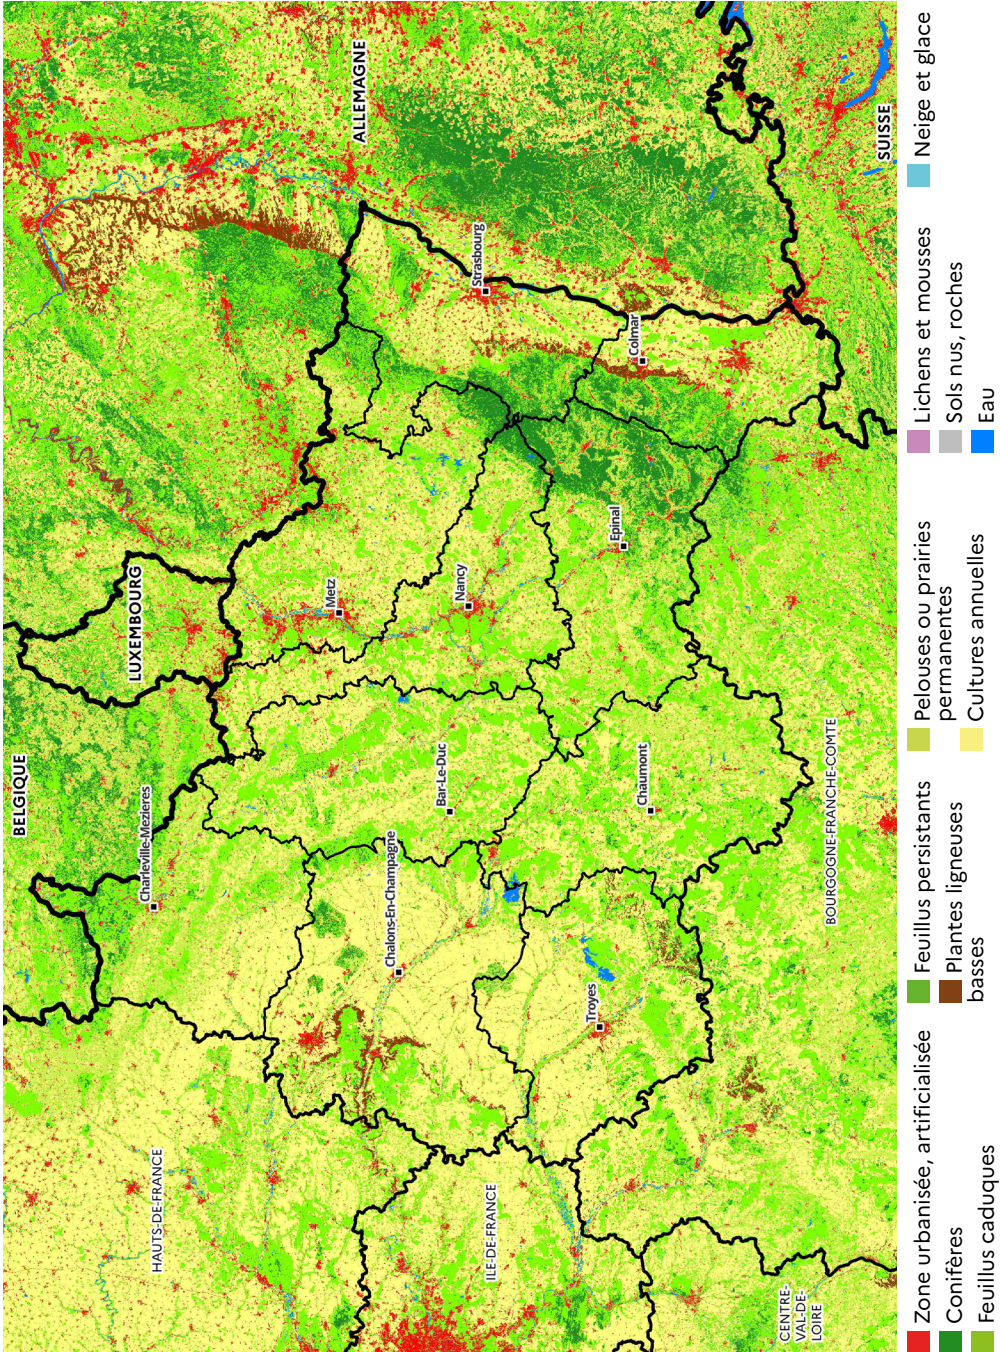 BELGIQUE
LUXEMBOURG
ALLEMAGNE
SUISSE
HAUTS-DE-FRANCE
ILE-DE-FRANCE
CENTRE-
VAL-DE-
LOIRE
BOURGOGNE-FRANCHE-COMTE
Charleville-Mezieres
Chalons-En-Champagne
Troyes
Bar-Le-Duc
Chaumont
Metz
Nancy
Epinal
Strasbourg
Colmar
Zone urbanisée, artificialisée
Conifères
Feuillus caduques
Feuillus persistants
Plantes ligneuses
basses
Pelouses ou prairies
permanentes
Cultures annuelles
Lichens et mousses
Sols nus, roches
Eau
Neige et glace